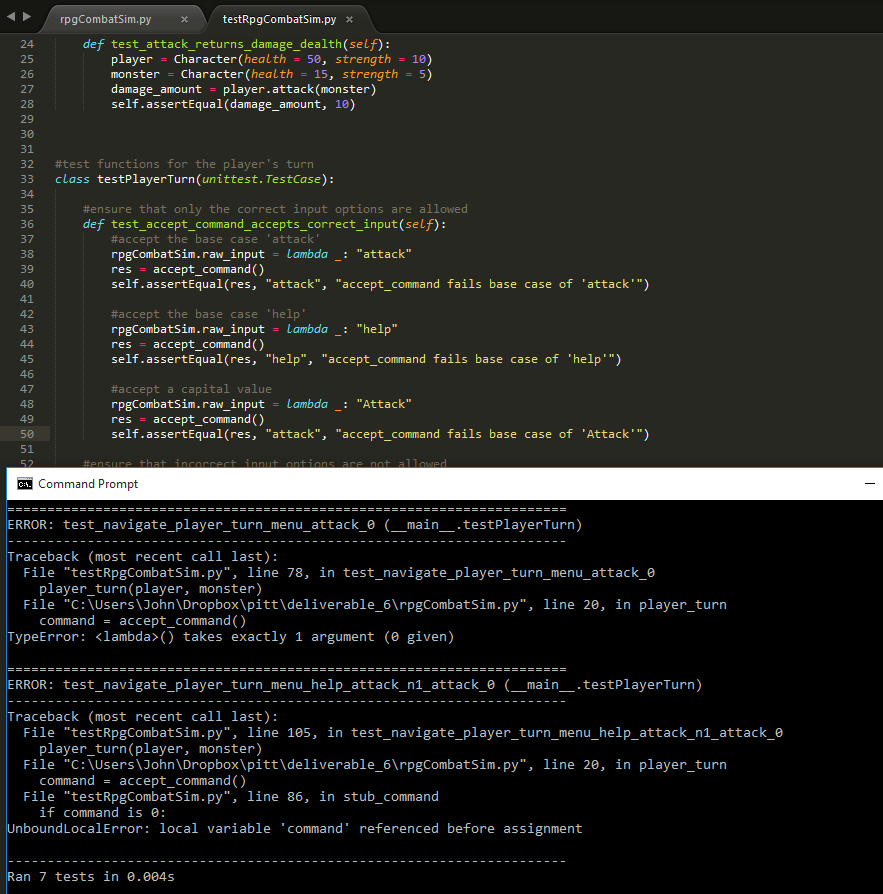 rpgCombatSim.py × testRpgCombatSim.py ×
24 def test_attack_returns_damage_dealth(self):
25 player = Character(health = 50, strength = 10)
26 monster = Character(health = 15, strength = 5)
27 damage_amount = player.attack(monster)
28 self.assertEqual(damage_amount, 10)
29
30
31
32 #test functions for the player's turn
33 class testPlayerTurn(unittest.TestCase):
34
35 #ensure that only the correct input options are allowed
36 def test_accept_command_accepts_correct_input(self):
37 #accept the base case 'attack'
38 rpgCombatSim.raw_input = lambda _: "attack"
39 res = accept_command()
40 self.assertEqual(res, "attack", "accept_command fails base case of 'attack'")
41
42 #accept the base case 'help'
43 rpgCombatSim.raw_input = lambda _: "help"
44 res = accept_command()
45 self.assertEqual(res, "help", "accept_command fails base case of 'help'")
46
47 #accept a capital value
48 rpgCombatSim.raw_input = lambda _: "Attack"
49 res = accept_command()
50 self.assertEqual(res, "attack", "accept_command fails base case of 'Attack'")
51
52 #ensure that incorrect input options are not allowed
C:\. Command Prompt
======================================================================
ERROR: test_navigate_player_turn_menu_attack_0 (__main__.testPlayerTurn)
----------------------------------------------------------------------
Traceback (most recent call last):
File "testRpgCombatSim.py", line 78, in test_navigate_player_turn_menu_attack_0
player_turn(player, monster)
File "C:\Users\John\Dropbox\pitt\deliverable_6\rpgCombatSim.py", line 20, in player_turn
command = accept_command()
TypeError: <lambda>() takes exactly 1 argument (0 given)
======================================================================
ERROR: test_navigate_player_turn_menu_help_attack_n1_attack_0 (__main__.testPlayerTurn)
----------------------------------------------------------------------
Traceback (most recent call last):
File "testRpgCombatSim.py", line 105, in test_navigate_player_turn_menu_help_attack_n1_attack_0
player_turn(player, monster)
File "C:\Users\John\Dropbox\pitt\deliverable_6\rpgCombatSim.py", line 20, in player_turn
command = accept_command()
File "testRpgCombatSim.py", line 86, in stub_command
if command is 0:
UnboundLocalError: local variable 'command' referenced before assignment
----------------------------------------------------------------------
Ran 7 tests in 0.004s